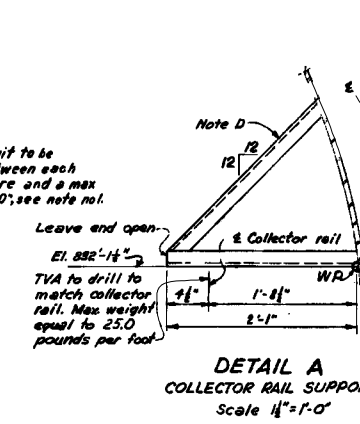 Note D
12
12
it to be
tween each
re and a max
0", see note no1.
Leave end open
℄ Collector rail
El. 892'-1½"
W.P.
TVA to drill to
match collector
rail. Max weight
equal to 25.0
pounds per foot
4½"
1'-8½"
2'-1"
DETAIL A
COLLECTOR RAIL SUPPO
Scale 1½"=1'-0"